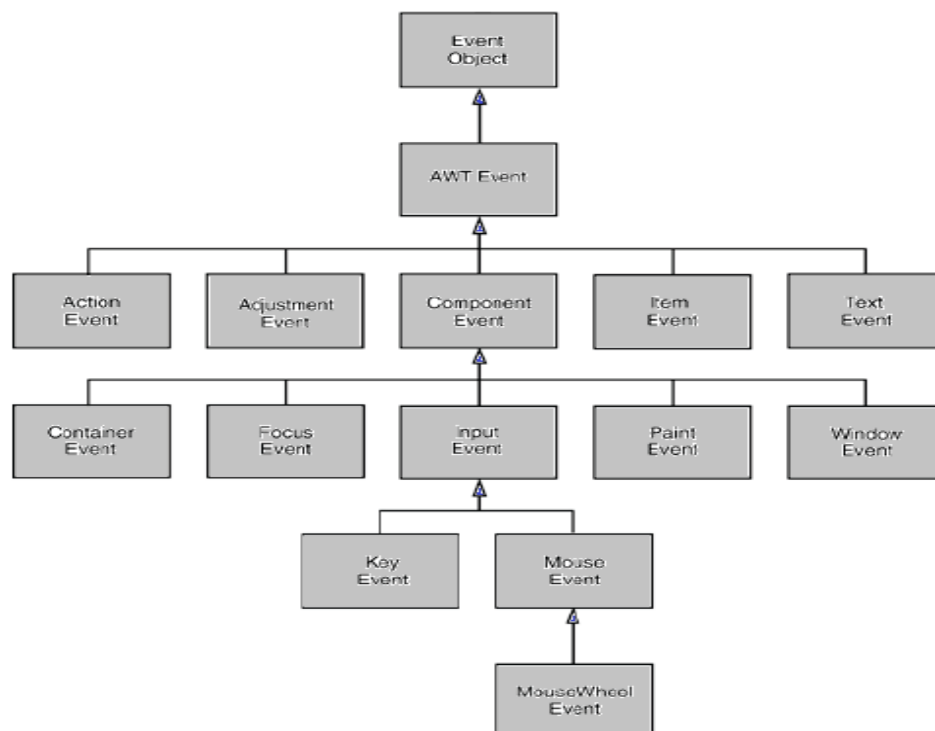 Event
Object
AWT Event
Action
Event
Adjustment
Event
Component
Event
Item
Event
Text
Event
Container
Event
Focus
Event
Input
Event
Paint
Event
Window
Event
Key
Event
Mouse
Event
MouseWheel
Event